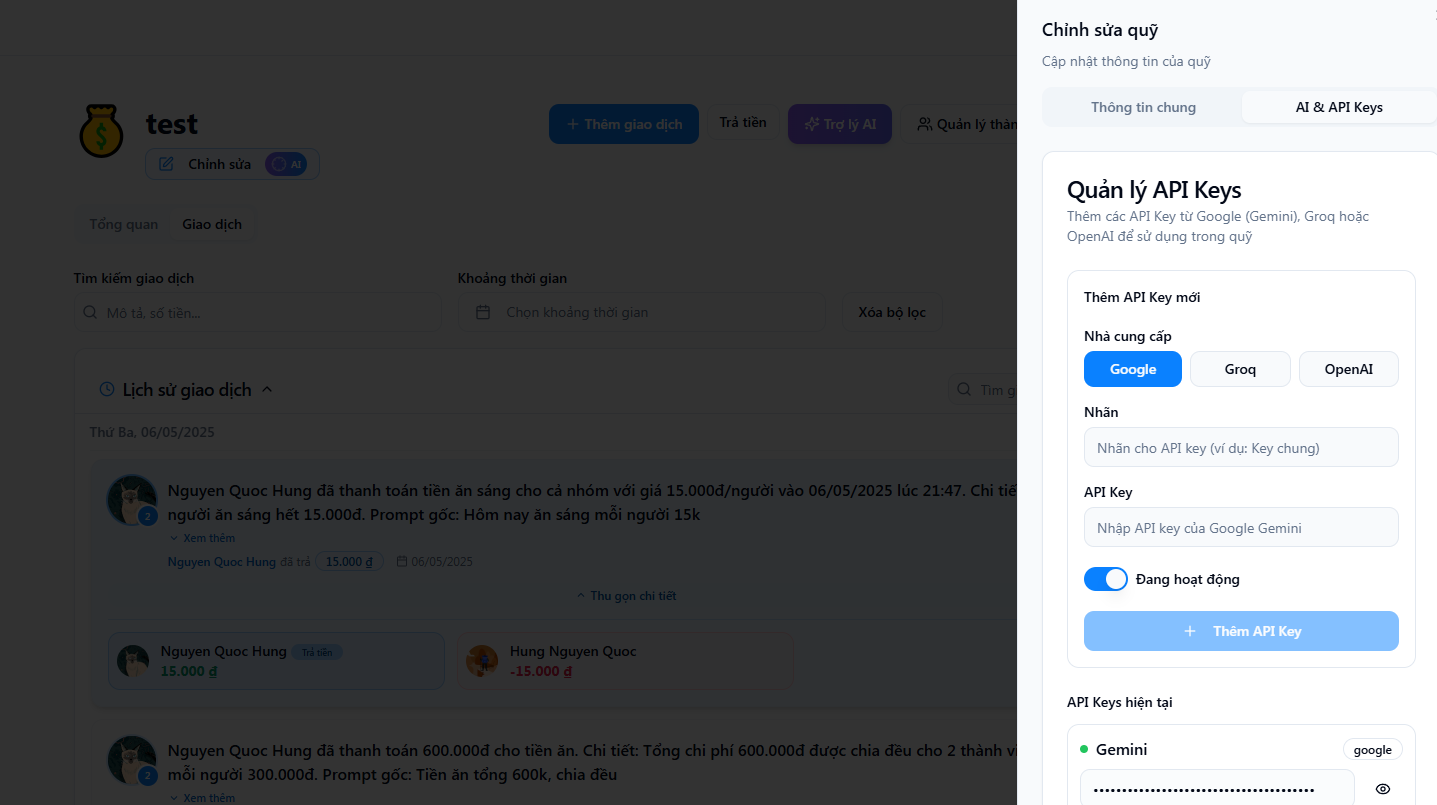 test
Thêm giao dịch
Trả tiền
Trợ lý AI
Quản lý thàn
Chỉnh sửa
AI
Tổng quan
Giao dịch
Tìm kiếm giao dịch
Khoảng thời gian
Mô tả, số tiền...
Chọn khoảng thời gian
Xóa bộ lọc
Lịch sử giao dịch
Tìm g
Thứ Ba, 06/05/2025
Nguyen Quoc Hung đã thanh toán tiền ăn sáng cho cả nhóm với giá 15.000đ/người vào 06/05/2025 lúc 21:47. Chi tiế
người ăn sáng hết 15.000đ. Prompt gốc: Hôm nay ăn sáng mỗi người 15k
2
Xem thêm
Nguyen Quoc Hung đã trả 15.000 ₫ 06/05/2025
Thu gọn chi tiết
Nguyen Quoc Hung Trả tiền
15.000 ₫
Hung Nguyen Quoc
-15.000 ₫
Nguyen Quoc Hung đã thanh toán 600.000đ cho tiền ăn. Chi tiết: Tổng chi phí 600.000đ được chia đều cho 2 thành vi
mỗi người 300.000đ. Prompt gốc: Tiền ăn tổng 600k, chia đều
2
Xem thêm
Chỉnh sửa quỹ
Cập nhật thông tin của quỹ
Thông tin chung
AI & API Keys
Quản lý API Keys
Thêm các API Key từ Google (Gemini), Groq hoặc
OpenAI để sử dụng trong quỹ
Thêm API Key mới
Nhà cung cấp
Google
Groq
OpenAI
Nhãn
Nhãn cho API key (ví dụ: Key chung)
API Key
Nhập API key của Google Gemini
Đang hoạt động
Thêm API Key
API Keys hiện tại
Gemini
google